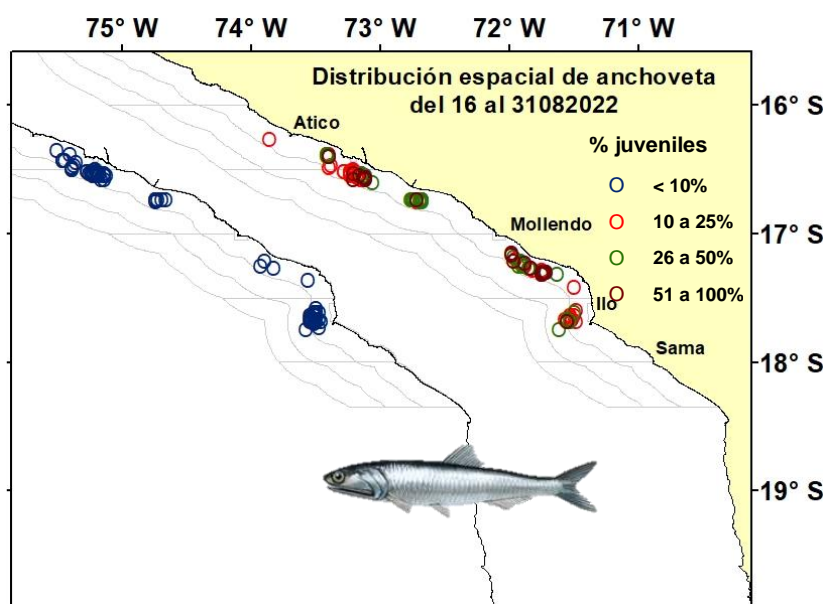 75° W 74° W 73° W 72° W 71° W
Distribución espacial de anchoveta
del 16 al 31082022
16° S
Atico
% juveniles
< 10%
10 a 25%
Mollendo
17° S
26 a 50%
51 a 100%
Ilo
Sama
18° S
19° S